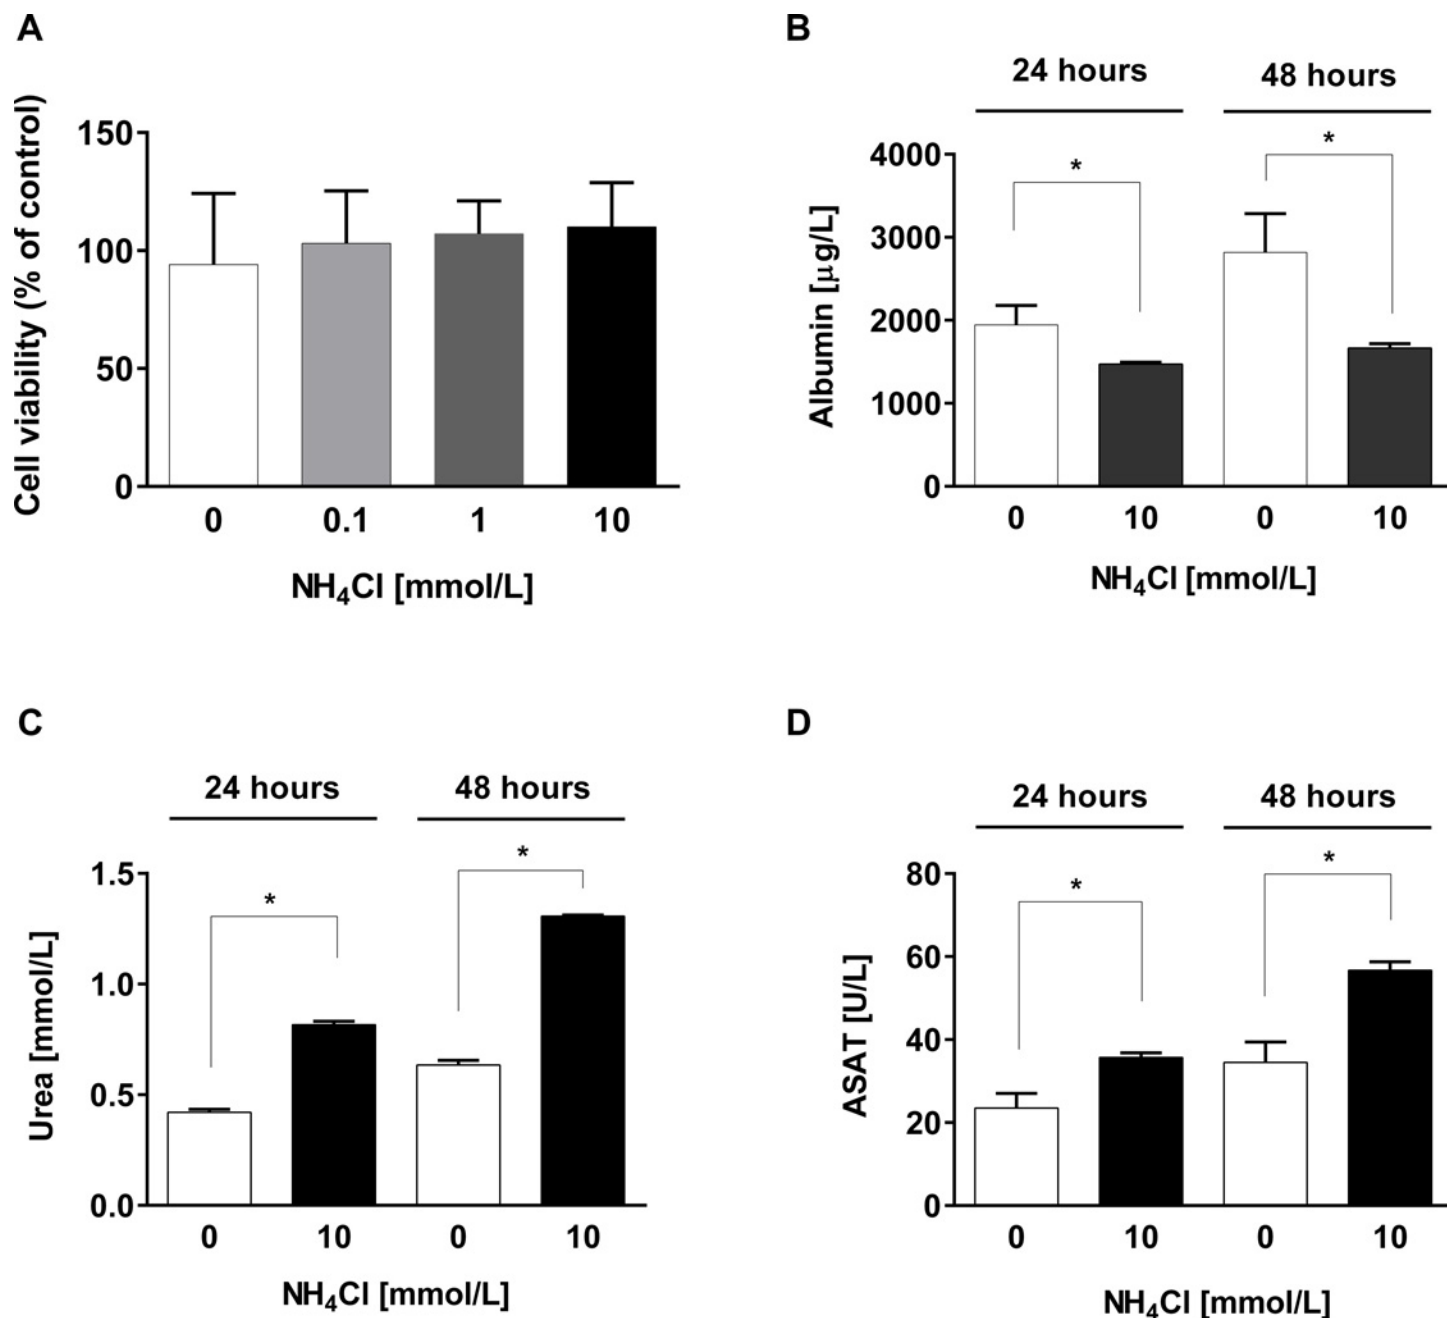 A
Cell viability (% of control)
150
100
50
0
0 0.1 1 10
NH₄Cl [mmol/L]
B
24 hours 48 hours
* *
Albumin [μg/L]
4000
3000
2000
1000
0
0 10 0 10
NH₄Cl [mmol/L]
C
24 hours 48 hours
* *
Urea [mmol/L]
1.5
1.0
0.5
0.0
0 10 0 10
NH₄Cl [mmol/L]
D
24 hours 48 hours
* *
ASAT [U/L]
80
60
40
20
0
0 10 0 10
NH₄Cl [mmol/L]